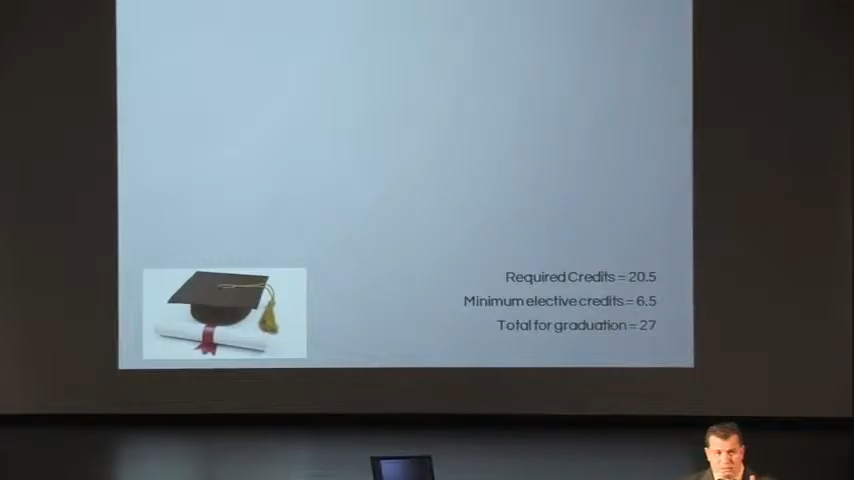 Required Credits = 20.5
Minimum elective credits = 6.5
Total for graduation = 27